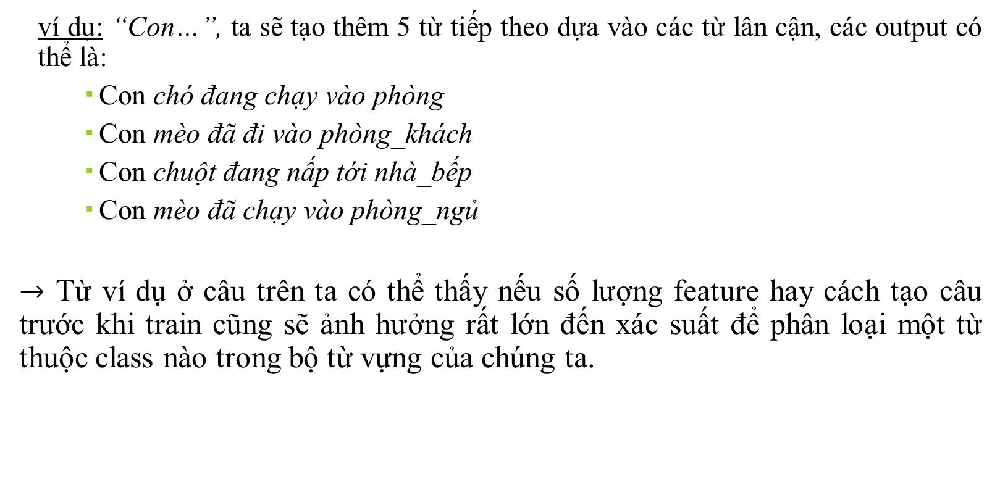 ví dụ: “Con…”, ta sẽ tạo thêm 5 từ tiếp theo dựa vào các từ lân cận, các output có
thể là:
▪ Con chó đang chạy vào phòng
▪ Con mèo đã đi vào phòng_khách
▪ Con chuột đang nấp tới nhà_bếp
▪ Con mèo đã chạy vào phòng_ngủ
→ Từ ví dụ ở câu trên ta có thể thấy nếu số lượng feature hay cách tạo câu
trước khi train cũng sẽ ảnh hưởng rất lớn đến xác suất để phân loại một từ
thuộc class nào trong bộ từ vựng của chúng ta.